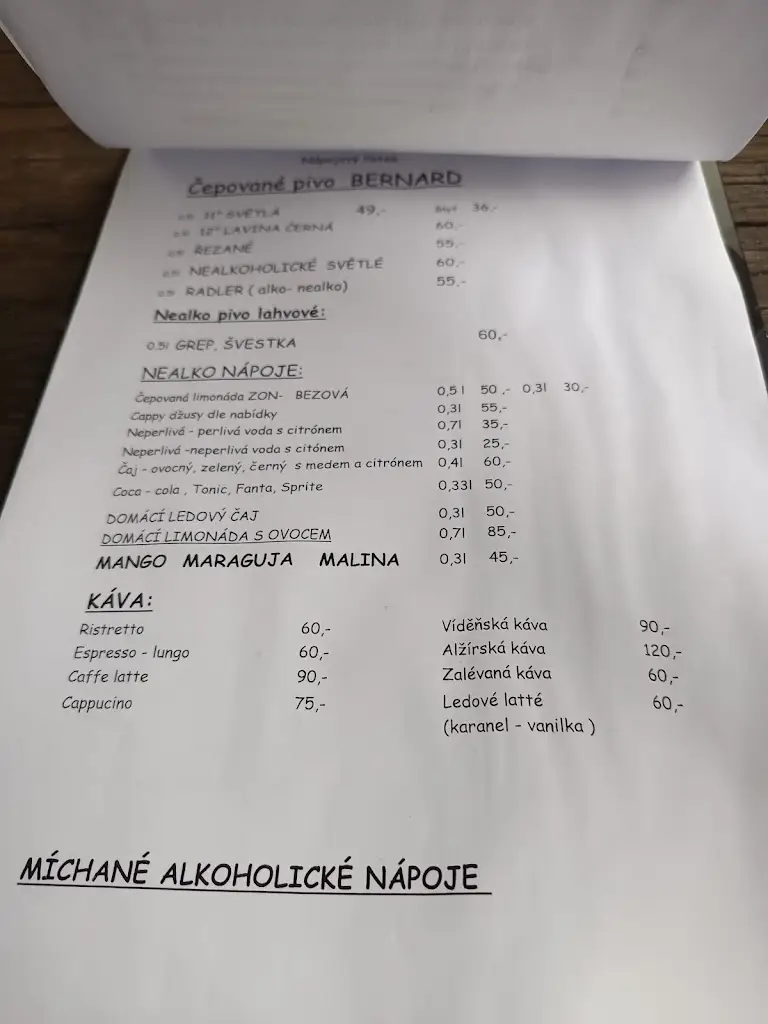 Nápojový lístek
Čepované pivo BERNARD
11° SVĚTLÁ 49,- 36,-
12° LAVINA ČERNÁ 60,-
ŘEZANÉ 55,-
NEALKOHOLICKÉ SVĚTLÉ 60,-
RADLER ( alko- nealko) 55,-
Nealko pivo lahvové:
0,5l GREP, ŠVESTKA 60,-
NEALKO NÁPOJE:
Čepovaná limonáda ZON- BEZOVÁ 0,5 l 50 ,- 0,3l 30,-
Cappy džusy dle nabídky 0,3l 55,-
Neperlivá - perlivá voda s citrónem 0,7l 35,-
Neperlivá -neperlivá voda s citónem 0,3l 25,-
Čaj - ovocný, zelený, černý s medem a citrónem 0,4l 60,-
Coca - cola , Tonic, Fanta, Sprite 0,33l 50,-
DOMÁCÍ LEDOVÝ ČAJ 0,3l 50,-
DOMÁCÍ LIMONÁDA S OVOCEM 0,7l 85,-
MANGO MARAGUJA MALINA 0,3l 45,-
KÁVA:
Ristretto 60,- Víděňská káva 90,-
Espresso - lungo 60,- Alžírská káva 120,-
Caffe latte 90,- Zalévaná káva 60,-
Cappucino 75,- Ledové latté 60,-
(karanel - vanilka )
MÍCHANÉ ALKOHOLICKÉ NÁPOJE